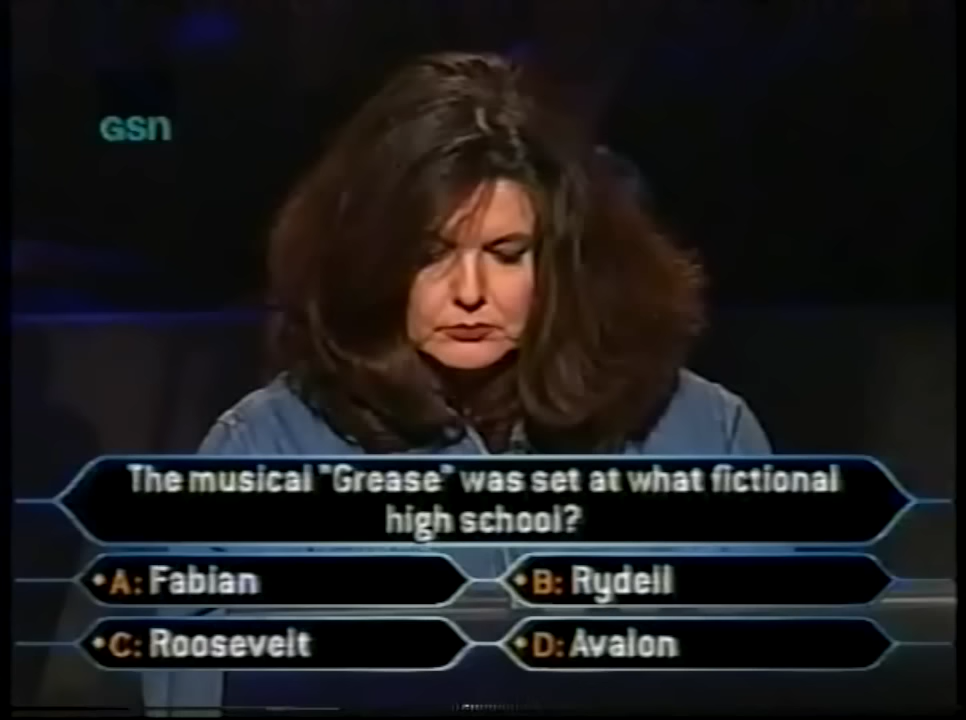 GSN
The musical "Grease" was set at what fictional
high school?
A: Fabian
B: Rydell
C: Roosevelt
D: Avalon